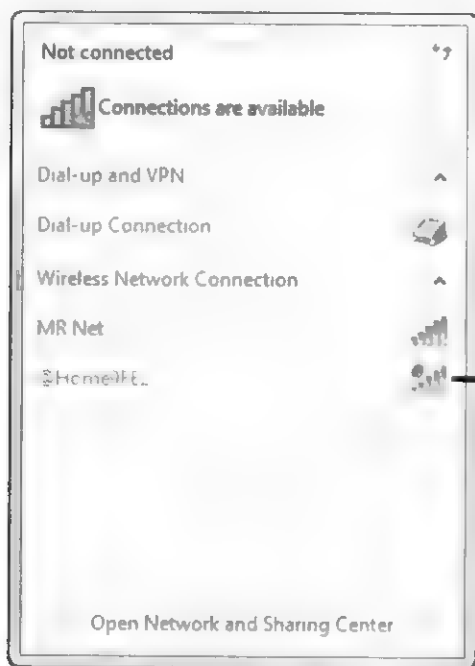 Not connected
Connections are available
Dial-up and VPN
Dial-up Connection
Wireless Network Connection
MR Net
Open Network and Sharing Center